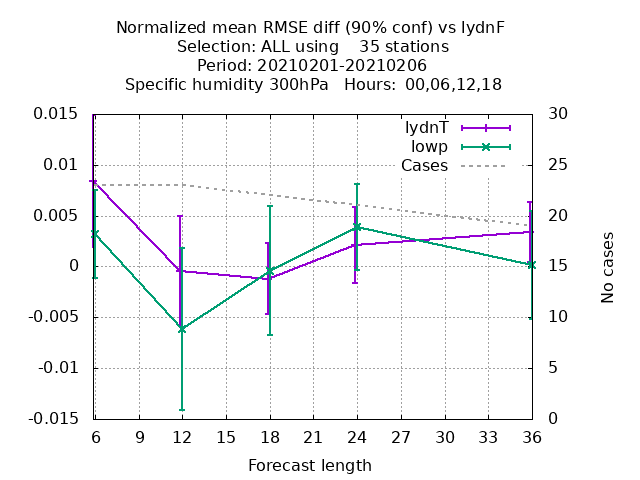 Normalized mean RMSE diff (90% conf) vs lydnF
Selection: ALL using    35 stations
Period: 20210201-20210206
Specific humidity 300hPa   Hours: 00,06,12,18
0.015
0.01
0.005
0
-0.005
-0.01
-0.015
30
25
20
15
10
5
0
lydnT
lowp
Cases
No cases
6 9 12 15 18 21 24 27 30 33 36
Forecast length